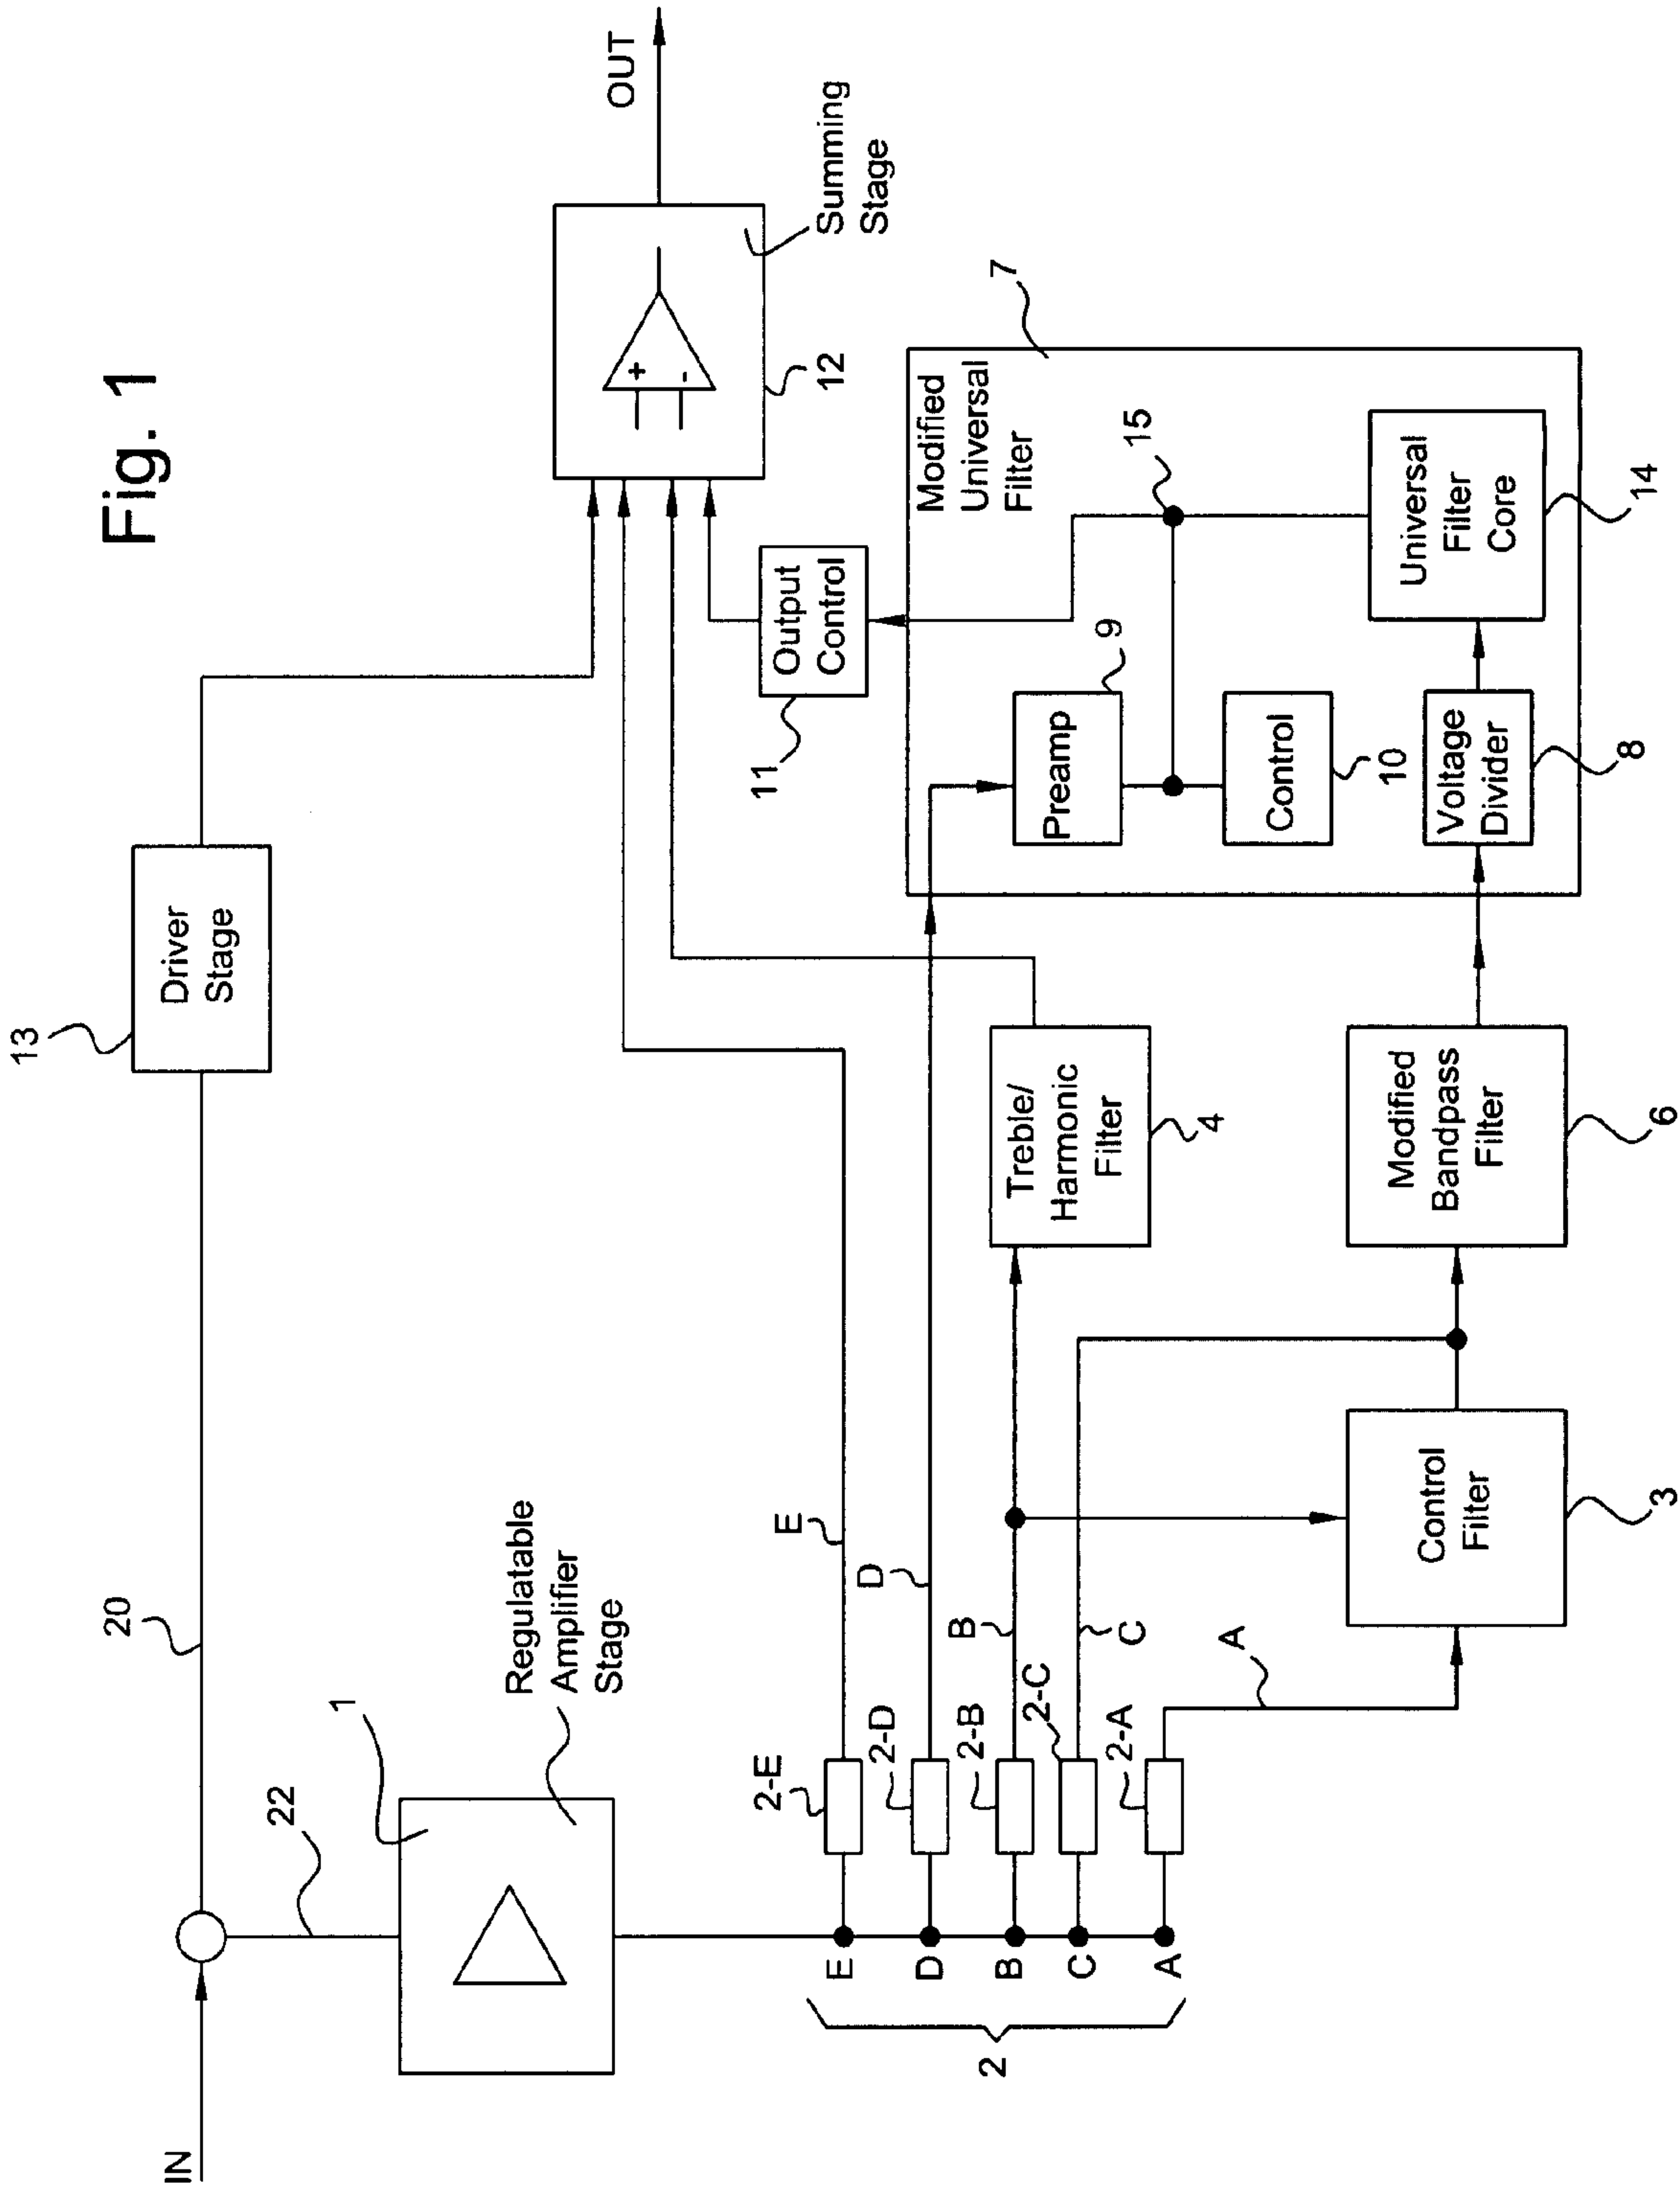 Fig. 1
IN
20
22
13
Driver
Stage
OUT
1
Regulatable
Amplifier
Stage
Summing
Stage
12
2
E
D
B
C
A
2-E
2-D
2-B
2-C
2-A
E
D
B
C
A
Output
Control
11
Treble/
Harmonic
Filter
4
Control
Filter
3
Modified
Bandpass
Filter
6
Modified
Universal
Filter
7
Preamp
9
15
Control
10
Voltage
Divider
8
Universal
Filter
Core
14
+
-